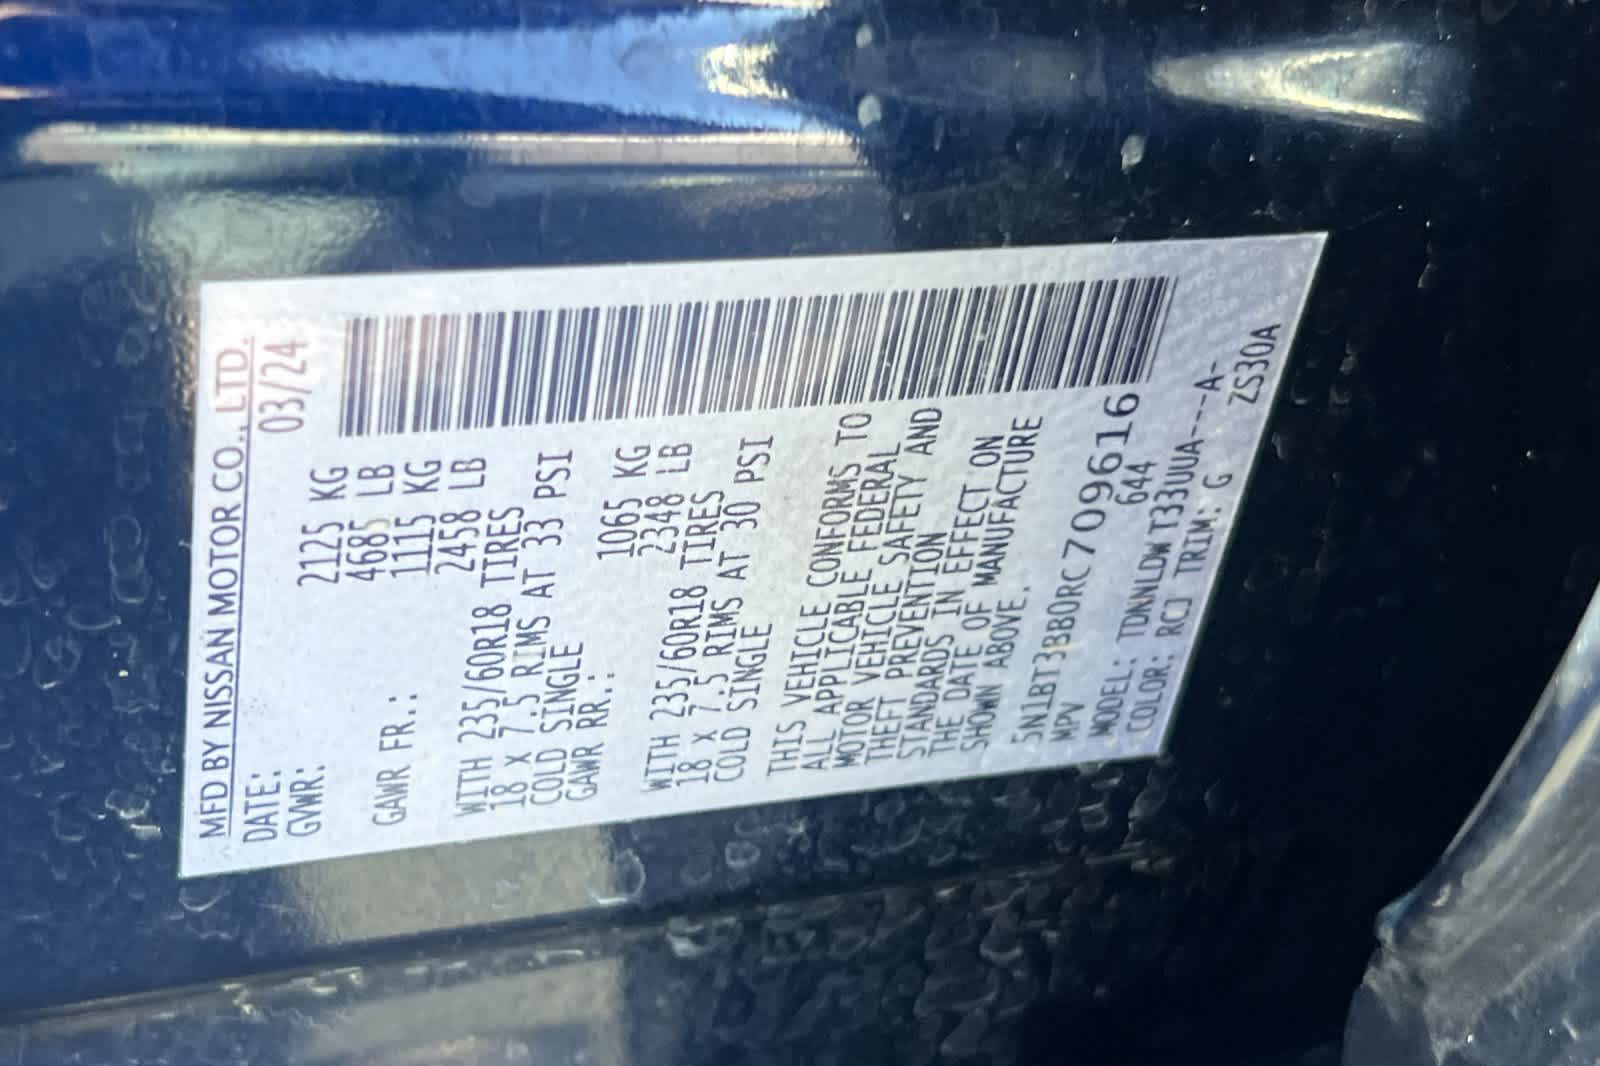 MFD BY NISSAN MOTOR CO., LTD.
DATE: 03/24
GVWR: 2125 KG
4685 LB
GAWR FR.: 1115 KG
2458 LB
WITH 235/60R18 TIRES
18 X 7.5 RIMS AT 33 PSI
COLD SINGLE
GAWR RR.: 1065 KG
2348 LB
WITH 235/60R18 TIRES
18 X 7.5 RIMS AT 30 PSI
COLD SINGLE
THIS VEHICLE CONFORMS TO
ALL APPLICABLE FEDERAL
MOTOR VEHICLE SAFETY AND
THEFT PREVENTION
STANDARDS IN EFFECT ON
THE DATE OF MANUFACTURE
SHOWN ABOVE.
5N1BT3BB0RC709616
MPV 644
MODEL: TDNNLDW T33UUA---A-
COLOR: RCJ TRIM: G ZS30A